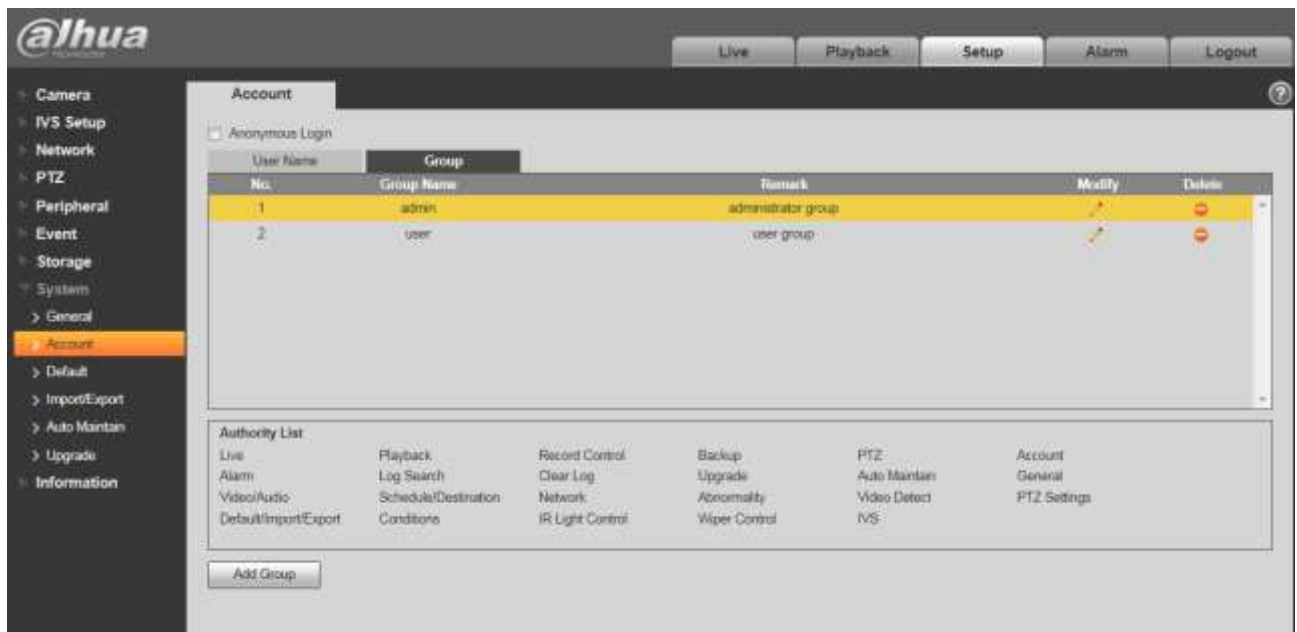 alhua
Live Playback Setup Alarm Logout
Camera
IVS Setup
Network
PTZ
Peripheral
Event
Storage
System
General
Account
Default
Import/Export
Auto Maintain
Upgrade
Information
Account
?
Anonymous Login
User Name Group
No. Group Name Remark Modify Delete
1 admin administrator group
2 user user group
Authority List
Live Playback Record Control Backup PTZ Account
Alarm Log Search Clear Log Upgrade Auto Maintain General
Video/Audio Schedule/Destination Network Abnormality Video Detect PTZ Settings
Default/Import/Export Conditions IR Light Control Wiper Control IVS
Add Group